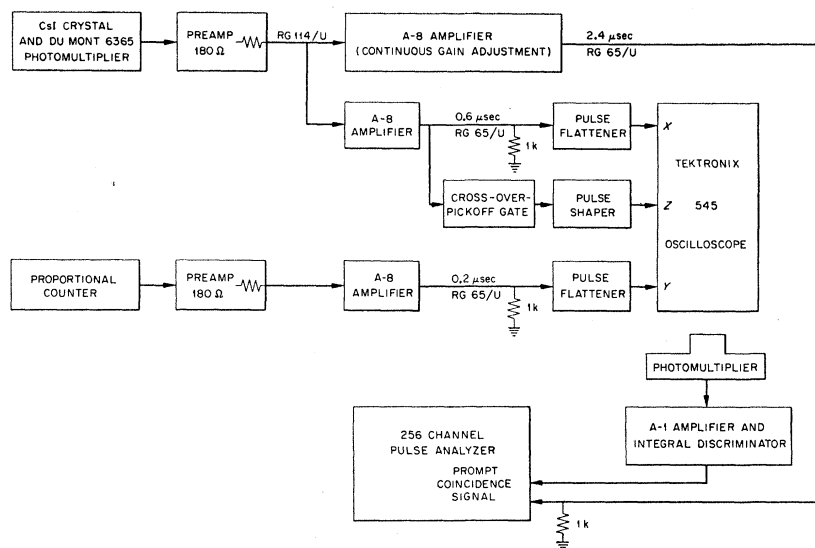 CsI CRYSTAL
AND DU MONT 6365
PHOTOMULTIPLIER
PREAMP
180 Ω
RG 114/U
A-8 AMPLIFIER
(CONTINUOUS GAIN ADJUSTMENT)
2.4 μsec
RG 65/U
A-8
AMPLIFIER
0.6 μsec
RG 65/U
1 k
PULSE
FLATTENER
X
TEKTRONIX
CROSS-OVER-
PICKOFF GATE
PULSE
SHAPER
Z
545
OSCILLOSCOPE
PROPORTIONAL
COUNTER
PREAMP
180 Ω
A-8
AMPLIFIER
0.2 μsec
RG 65/U
1 k
PULSE
FLATTENER
Y
PHOTOMULTIPLIER
A-1 AMPLIFIER AND
INTEGRAL DISCRIMINATOR
256 CHANNEL
PULSE ANALYZER
PROMPT
COINCIDENCE
SIGNAL
1 k